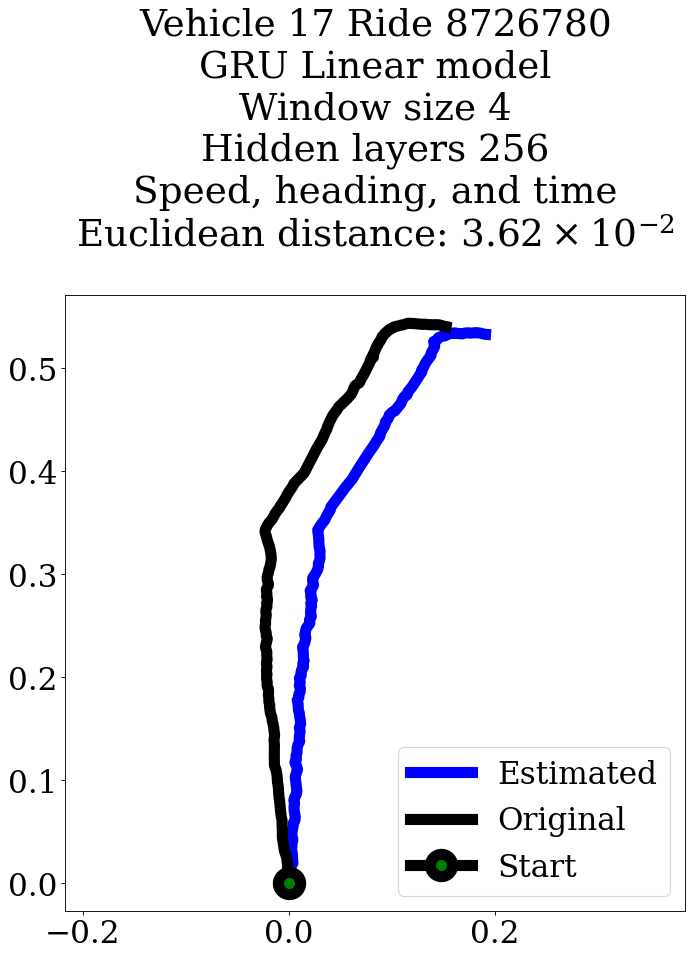 Vehicle 17 Ride 8726780
GRU Linear model
Window size 4
Hidden layers 256
Speed, heading, and time
Euclidean distance: 3.62 × 10⁻²
0.5
0.4
0.3
0.2
0.1
0.0
Estimated
Original
Start
−0.2
0.0
0.2